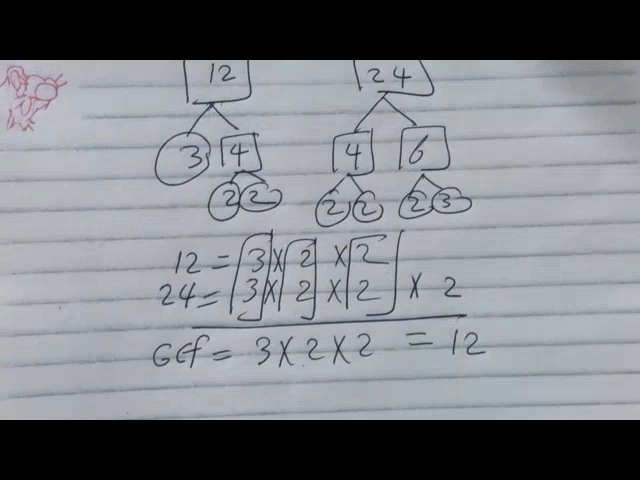 12 24
3 4 4 6
2 2 2 2 2 3
12 = 3 × 2 × 2
24 = 3 × 2 × 2 × 2
GCf = 3 × 2 × 2 = 12